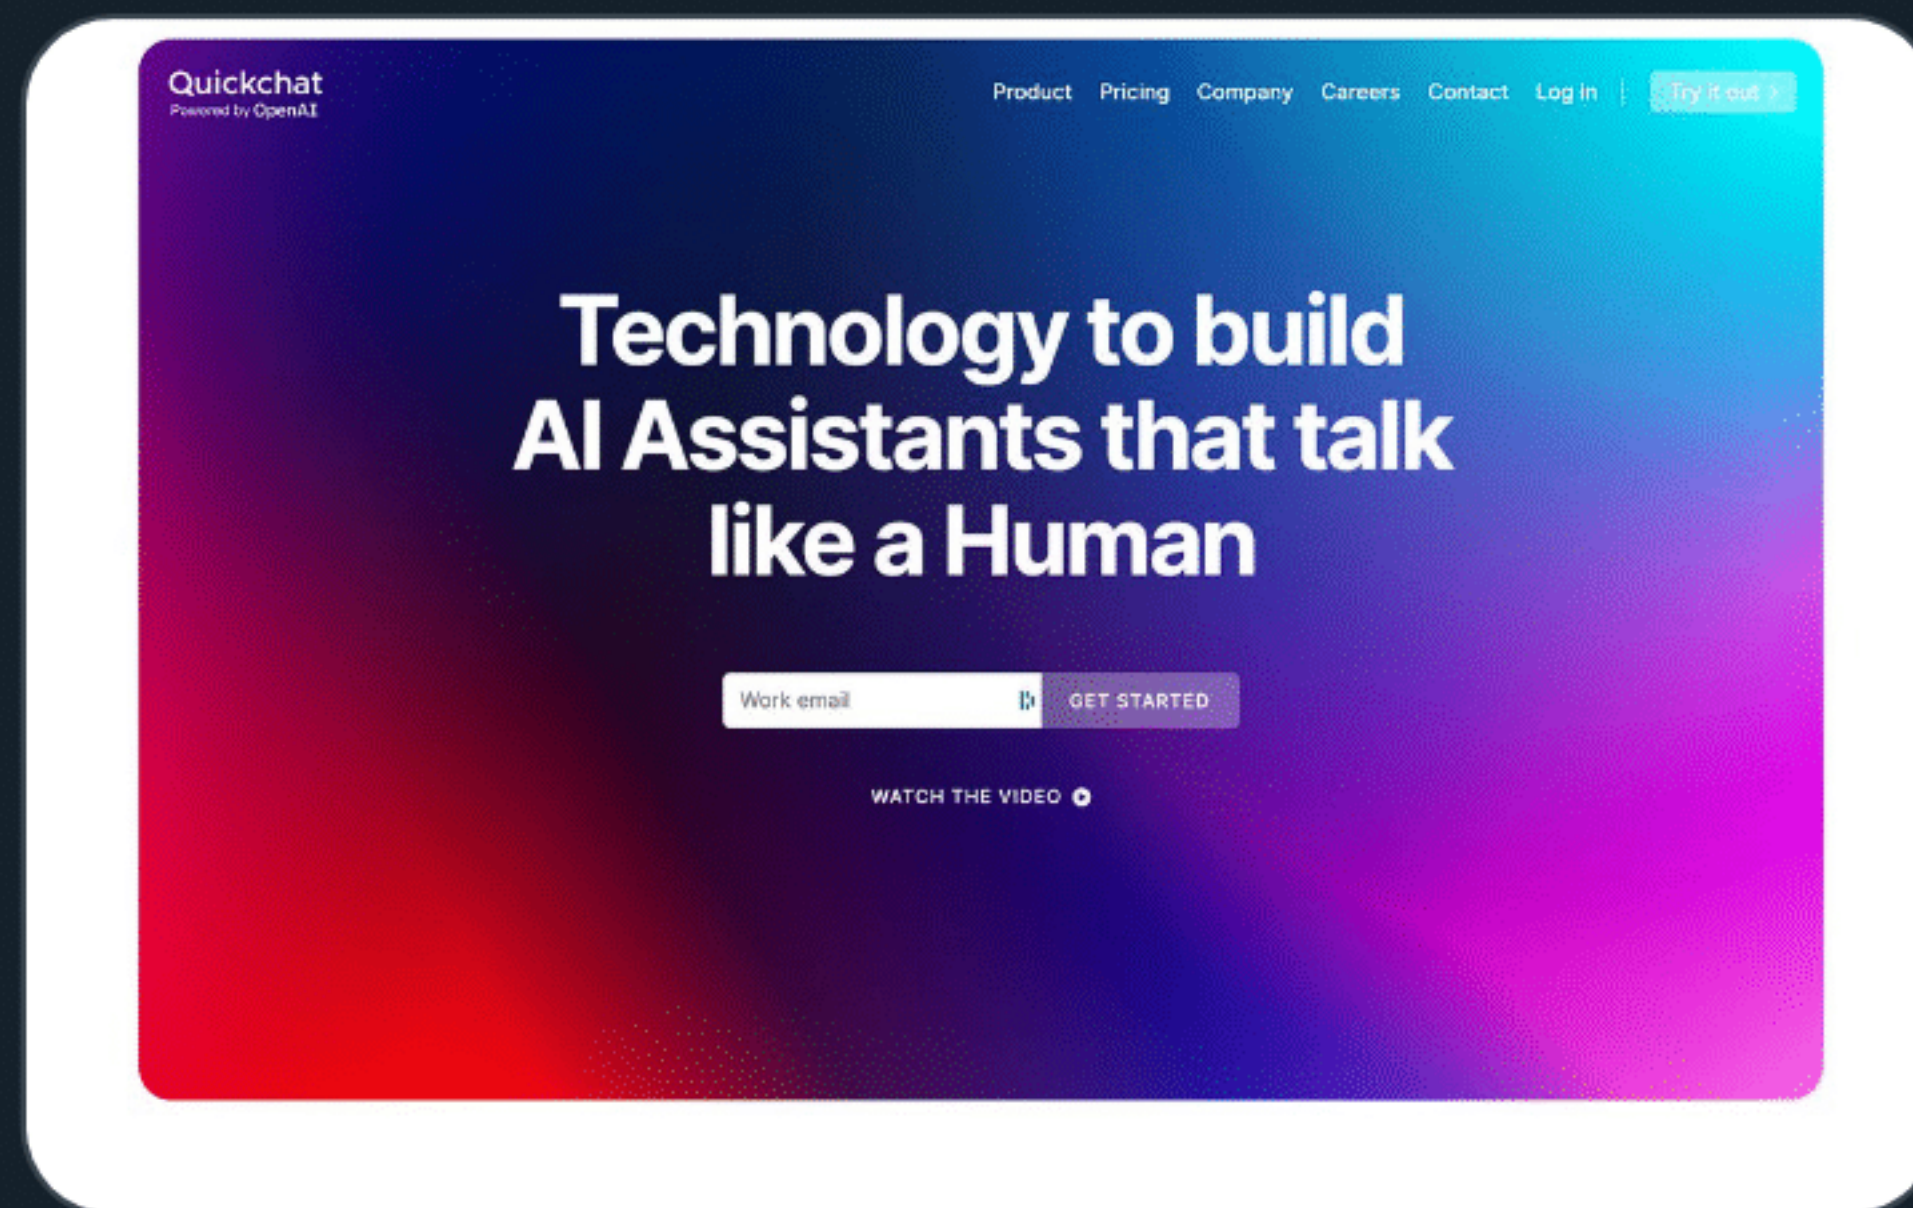 Quickchat
Powered by OpenAI
Product Pricing Company Careers Contact Log in Try it out
Technology to build
AI Assistants that talk
like a Human
Work email GET STARTED
WATCH THE VIDEO